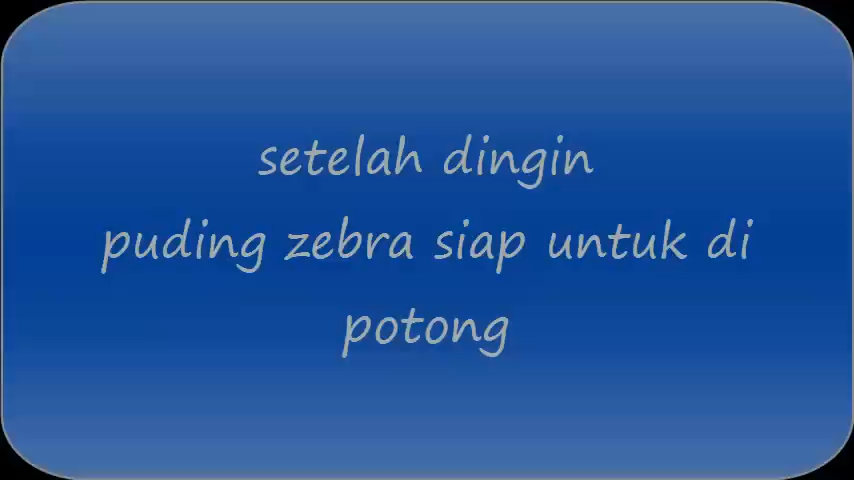 setelah dingin
puding zebra siap untuk di
potong